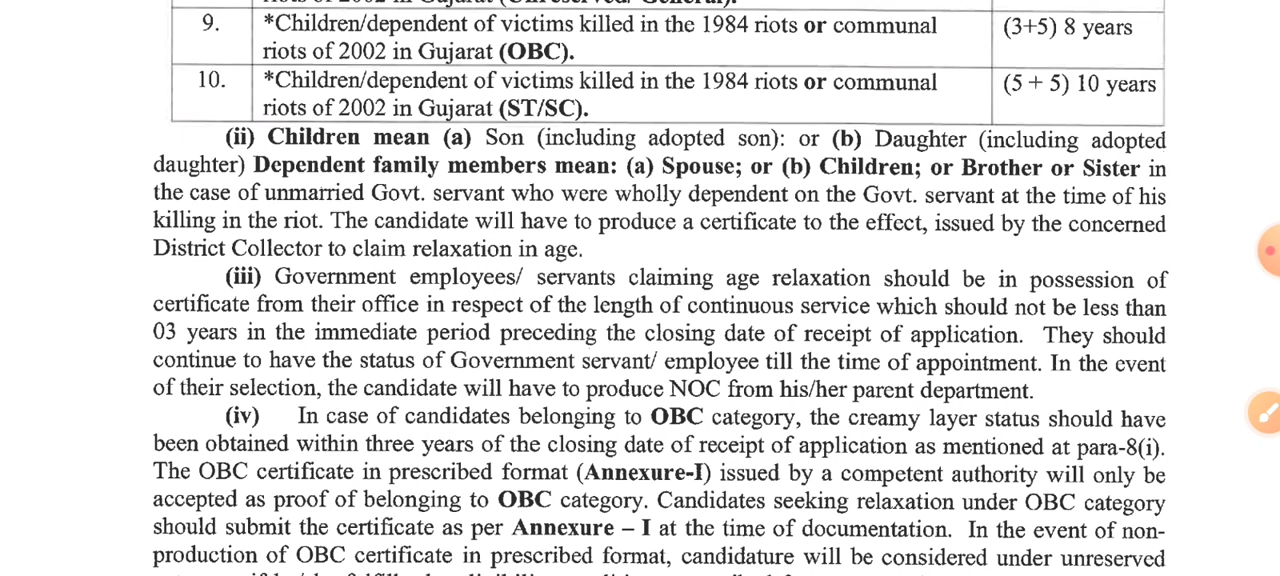 riots of 2002 in Gujarat (Unreserved/ General).
9. *Children/dependent of victims killed in the 1984 riots or communal riots of 2002 in Gujarat (OBC). (3+5) 8 years
10. *Children/dependent of victims killed in the 1984 riots or communal riots of 2002 in Gujarat (ST/SC). (5 + 5) 10 years
(ii) Children mean (a) Son (including adopted son): or (b) Daughter (including adopted
daughter) Dependent family members mean: (a) Spouse; or (b) Children; or Brother or Sister in
the case of unmarried Govt. servant who were wholly dependent on the Govt. servant at the time of his
killing in the riot. The candidate will have to produce a certificate to the effect, issued by the concerned
District Collector to claim relaxation in age.
(iii) Government employees/ servants claiming age relaxation should be in possession of
certificate from their office in respect of the length of continuous service which should not be less than
03 years in the immediate period preceding the closing date of receipt of application. They should
continue to have the status of Government servant/ employee till the time of appointment. In the event
of their selection, the candidate will have to produce NOC from his/her parent department.
(iv) In case of candidates belonging to OBC category, the creamy layer status should have
been obtained within three years of the closing date of receipt of application as mentioned at para-8(i).
The OBC certificate in prescribed format (Annexure-I) issued by a competent authority will only be
accepted as proof of belonging to OBC category. Candidates seeking relaxation under OBC category
should submit the certificate as per Annexure – I at the time of documentation. In the event of non-
production of OBC certificate in prescribed format, candidature will be considered under unreserved